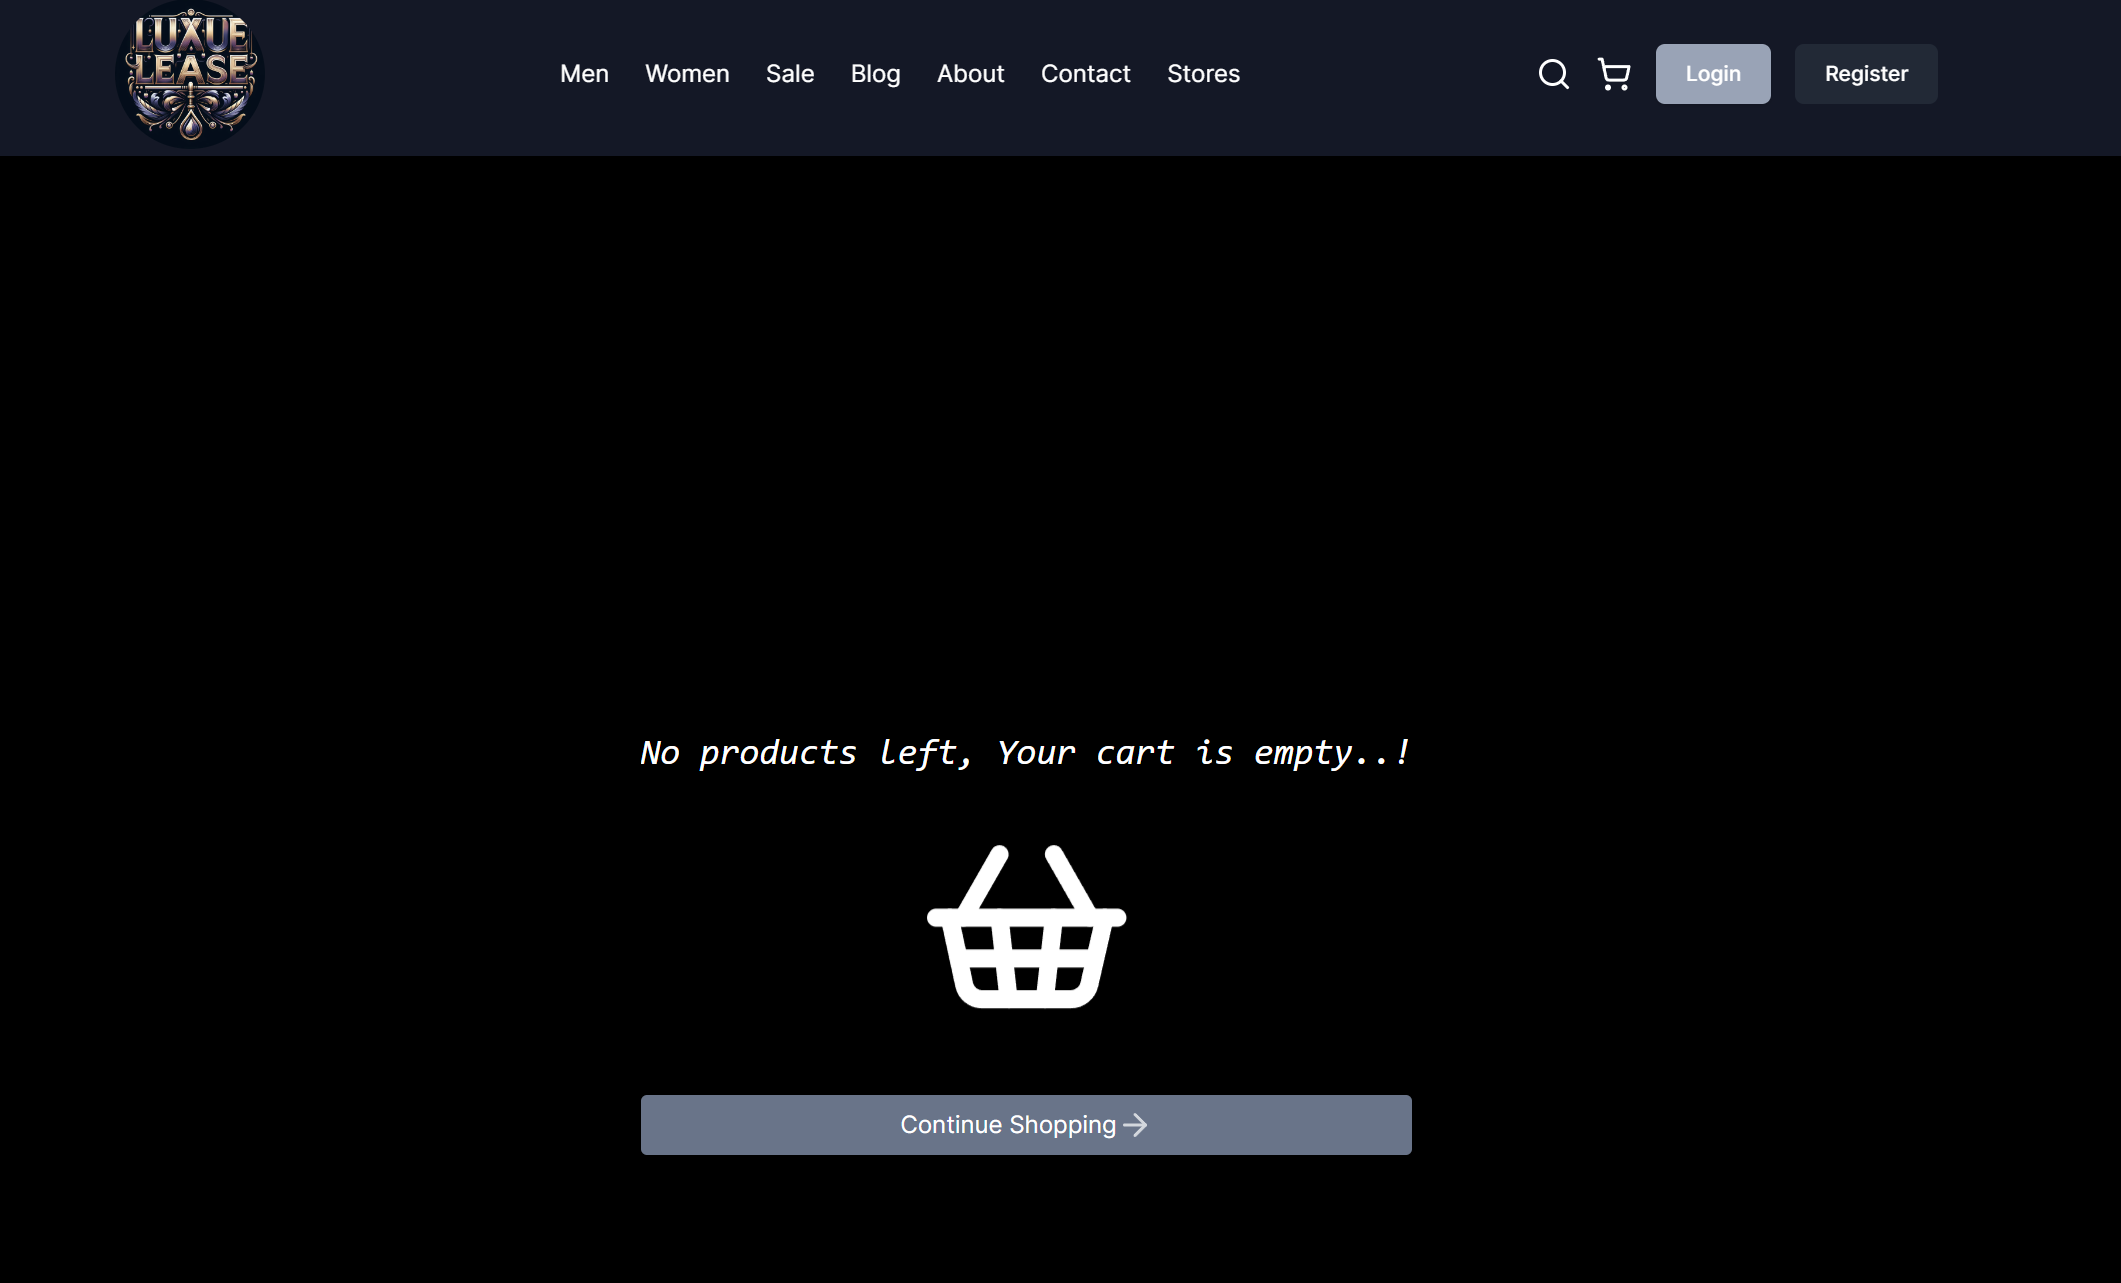 LUXUE
LEASE
Men Women Sale Blog About Contact Stores
Login Register
No products left, Your cart is empty..!
Continue Shopping